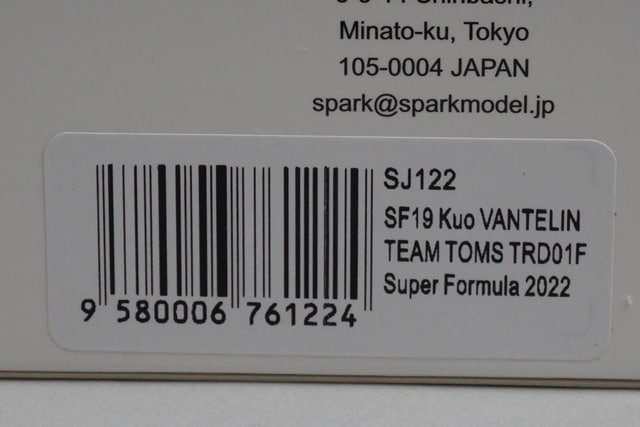 Minato-ku, Tokyo
105-0004 JAPAN
spark@sparkmodel.jp
SJ122
SF19 Kuo VANTELIN
TEAM TOMS TRD01F
Super Formula 2022
9 580006 761224